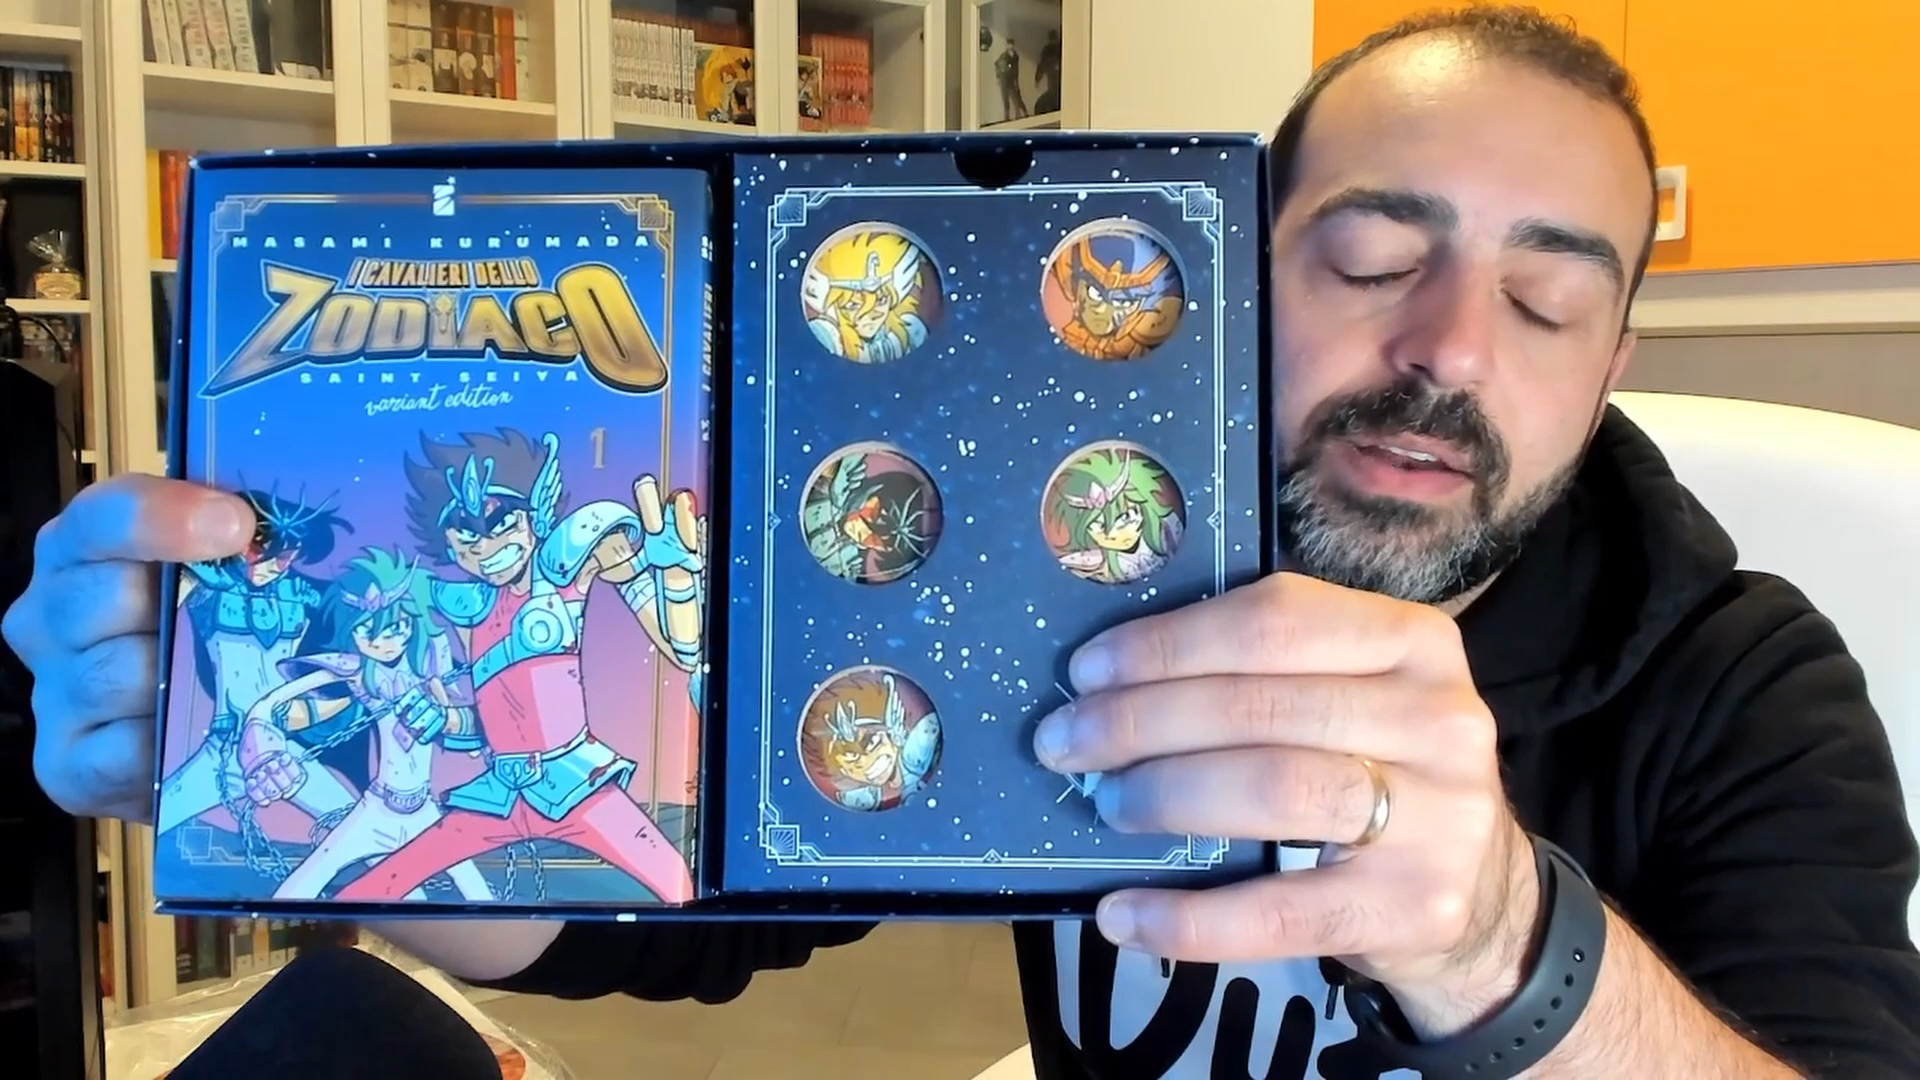 MASAMI KURUMADA
I CAVALIERI DELLO
ZODIACO
SAINT SEIYA
variant edition
1
I CAVALIERI